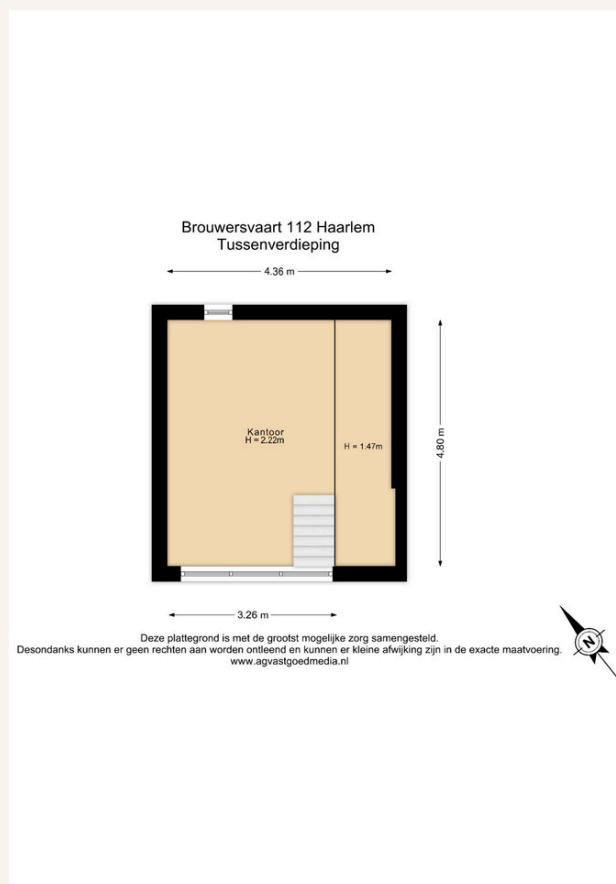 Brouwersvaart 112 Haarlem
Tussenverdieping
4.36 m
Kantoor
H = 2.22m
H = 1.47m
4.80 m
3.26 m
Deze plattegrond is met de grootst mogelijke zorg samengesteld.
Desondanks kunnen er geen rechten aan worden ontleend en kunnen er kleine afwijking zijn in de exacte maatvoering.
www.agvastgoedmedia.nl
N